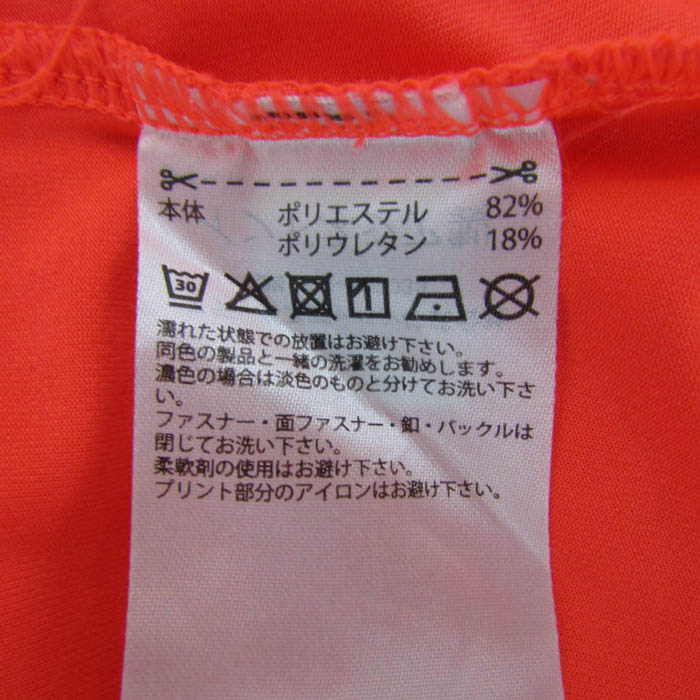 本体 ポリエステル 82%
ポリウレタン 18%
30
濡れた状態での放置はお避け下さい。
同色の製品と一緒の洗濯をお勧めします。
濃色の場合は淡色のものと分けてお洗い下さ
い。
ファスナー・面ファスナー・釦・バックルは
閉じてお洗い下さい。
柔軟剤の使用はお避け下さい。
プリント部分のアイロンはお避け下さい。